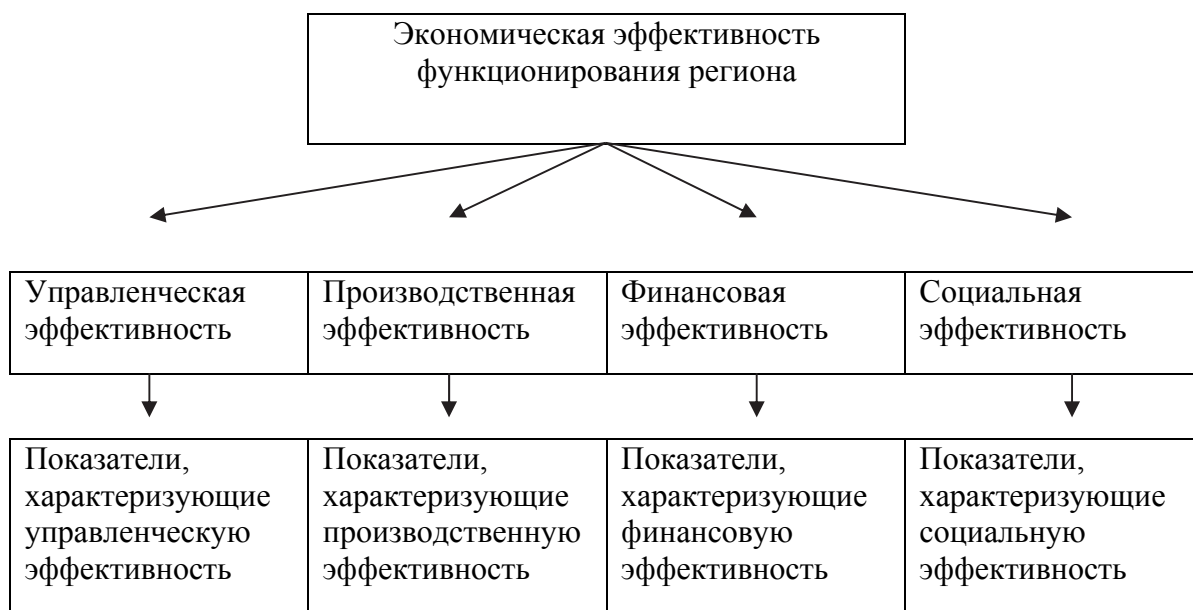 Экономическая эффективность
функционирования региона
Управленческая
эффективность
Производственная
эффективность
Финансовая
эффективность
Социальная
эффективность
Показатели,
характеризующие
управленческую
эффективность
Показатели,
характеризующие
производственную
эффективность
Показатели,
характеризующие
финансовую
эффективность
Показатели,
характеризующие
социальную
эффективность